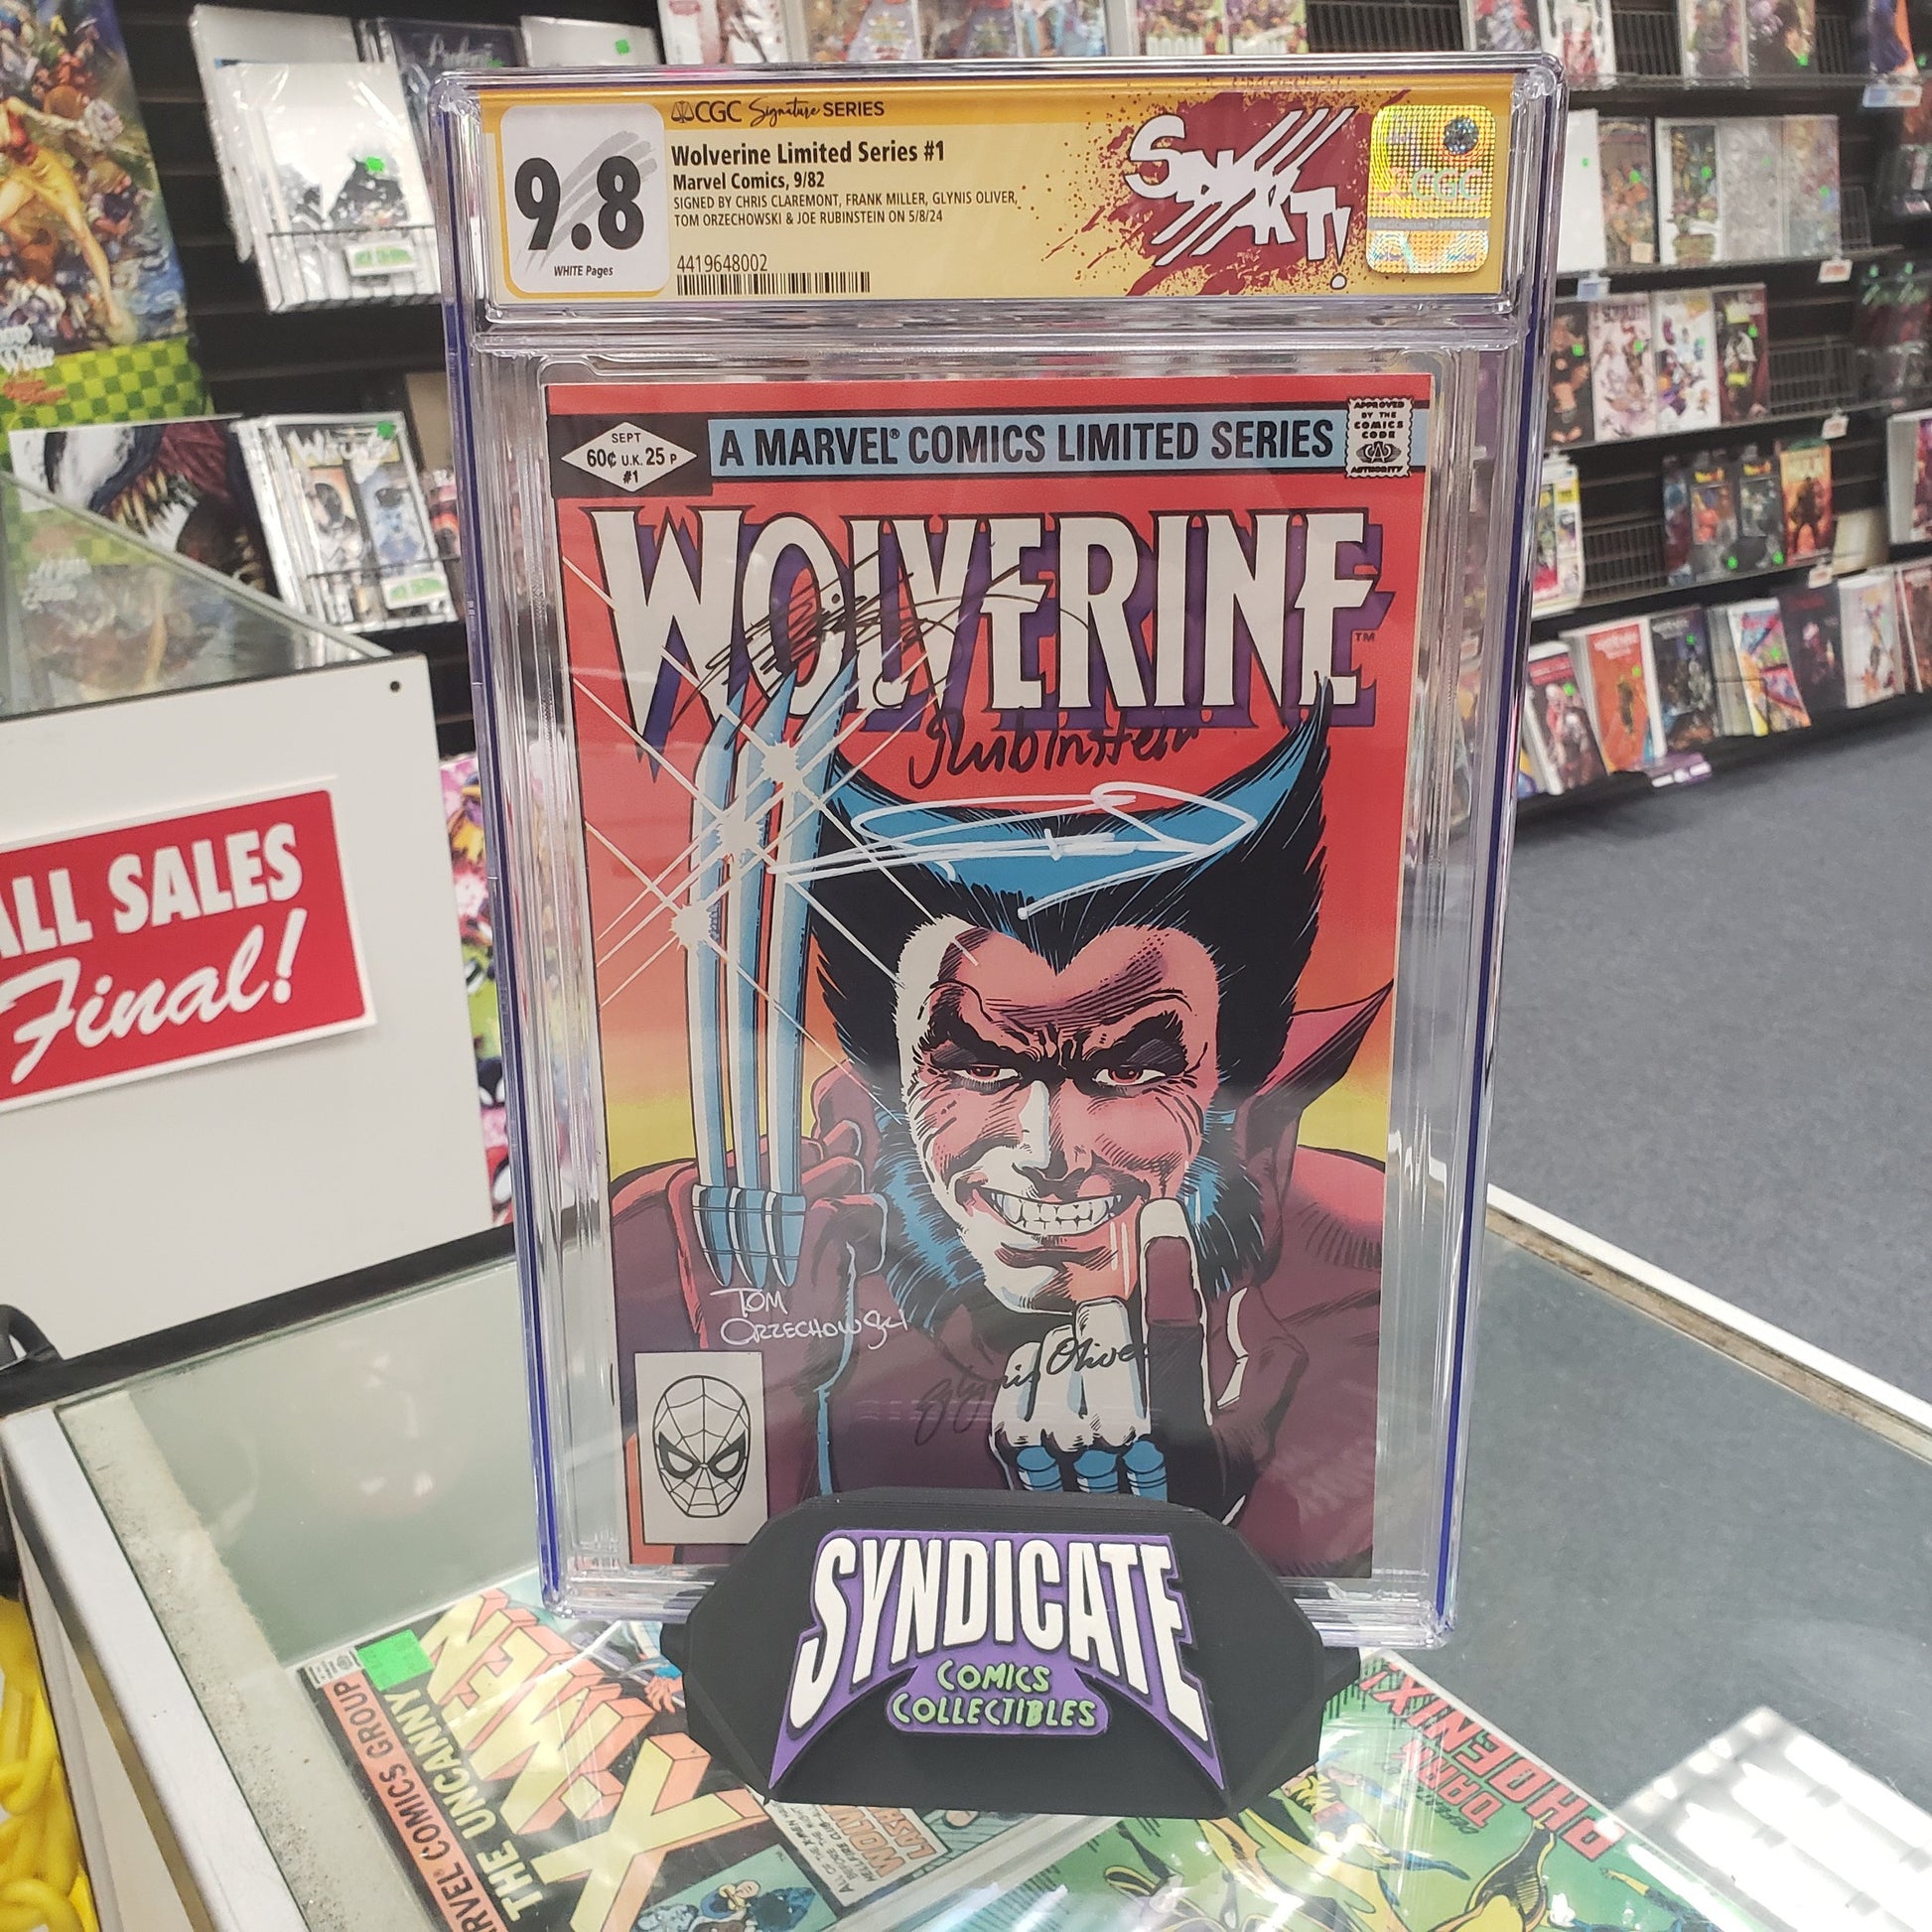 CGC Signature SERIES
9.8
WHITE Pages
Wolverine Limited Series #1
Marvel Comics, 9/82
SIGNED BY CHRIS CLAREMONT, FRANK MILLER, GLYNIS OLIVER,
TOM ORZECHOWSKI & JOE RUBINSTEIN ON 5/8/24
4419648002
SNIKT!
CGC
SEPT
60¢ U.K. 25 P
#1
A MARVEL® COMICS LIMITED SERIES
APPROVED
BY THE
COMICS
CODE
AUTHORITY
WOLVERINE
TM
JRubinstein
TOM
ORZECHOWSKI
Glynis Oliver
ALL SALES
Final!
SYNDICATE
COMICS
COLLECTIBLES
MARVEL COMICS GROUP
THE UNCANNY
X-MEN
DARK
PHOENIX!